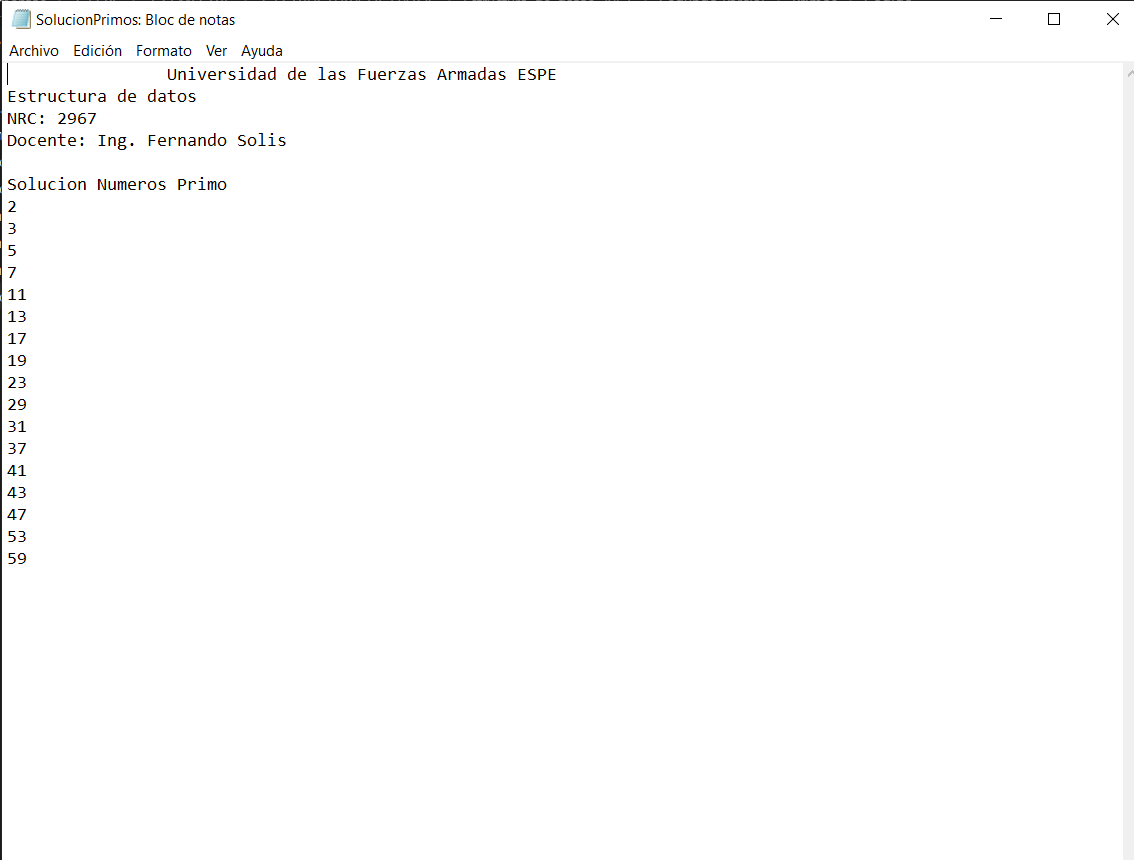 SolucionPrimos: Bloc de notas
Archivo Edición Formato Ver Ayuda
Universidad de las Fuerzas Armadas ESPE
Estructura de datos
NRC: 2967
Docente: Ing. Fernando Solis
Solucion Numeros Primo
2
3
5
7
11
13
17
19
23
29
31
37
41
43
47
53
59